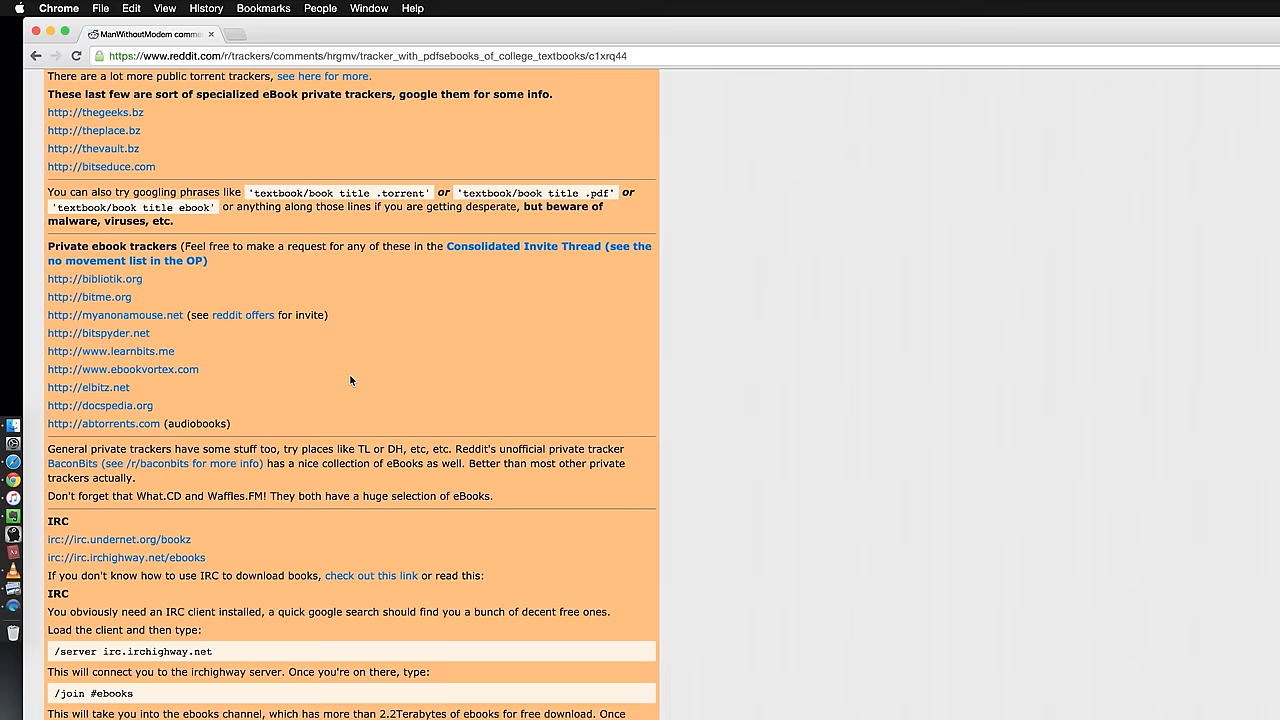 Chrome File Edit View History Bookmarks People Window Help
ManWithoutModem comme
https://www.reddit.com/r/trackers/comments/hrgmv/tracker_with_pdfsebooks_of_college_textbooks/c1xrq44
There are a lot more public torrent trackers, see here for more.
These last few are sort of specialized eBook private trackers, google them for some info.
http://thegeeks.bz
http://theplace.bz
http://thevault.bz
http://bitseduce.com
You can also try googling phrases like 'textbook/book title .torrent' or 'textbook/book title .pdf' or
'textbook/book title ebook' or anything along those lines if you are getting desperate, but beware of
malware, viruses, etc.
Private ebook trackers (Feel free to make a request for any of these in the Consolidated Invite Thread (see the
no movement list in the OP)
http://bibliotik.org
http://bitme.org
http://myanonamouse.net (see reddit offers for invite)
http://bitspyder.net
http://www.learnbits.me
http://www.ebookvortex.com
http://elbitz.net
http://docspedia.org
http://abtorrents.com (audiobooks)
General private trackers have some stuff too, try places like TL or DH, etc, etc. Reddit's unofficial private tracker
BaconBits (see /r/baconbits for more info) has a nice collection of eBooks as well. Better than most other private
trackers actually.
Don't forget that What.CD and Waffles.FM! They both have a huge selection of eBooks.
IRC
irc://irc.undernet.org/bookz
irc://irc.irchighway.net/ebooks
If you don't know how to use IRC to download books, check out this link or read this:
IRC
You obviously need an IRC client installed, a quick google search should find you a bunch of decent free ones.
Load the client and then type:
/server irc.irchighway.net
This will connect you to the irchighway server. Once you're on there, type:
/join #ebooks
This will take you into the ebooks channel, which has more than 2.2Terabytes of ebooks for free download. Once